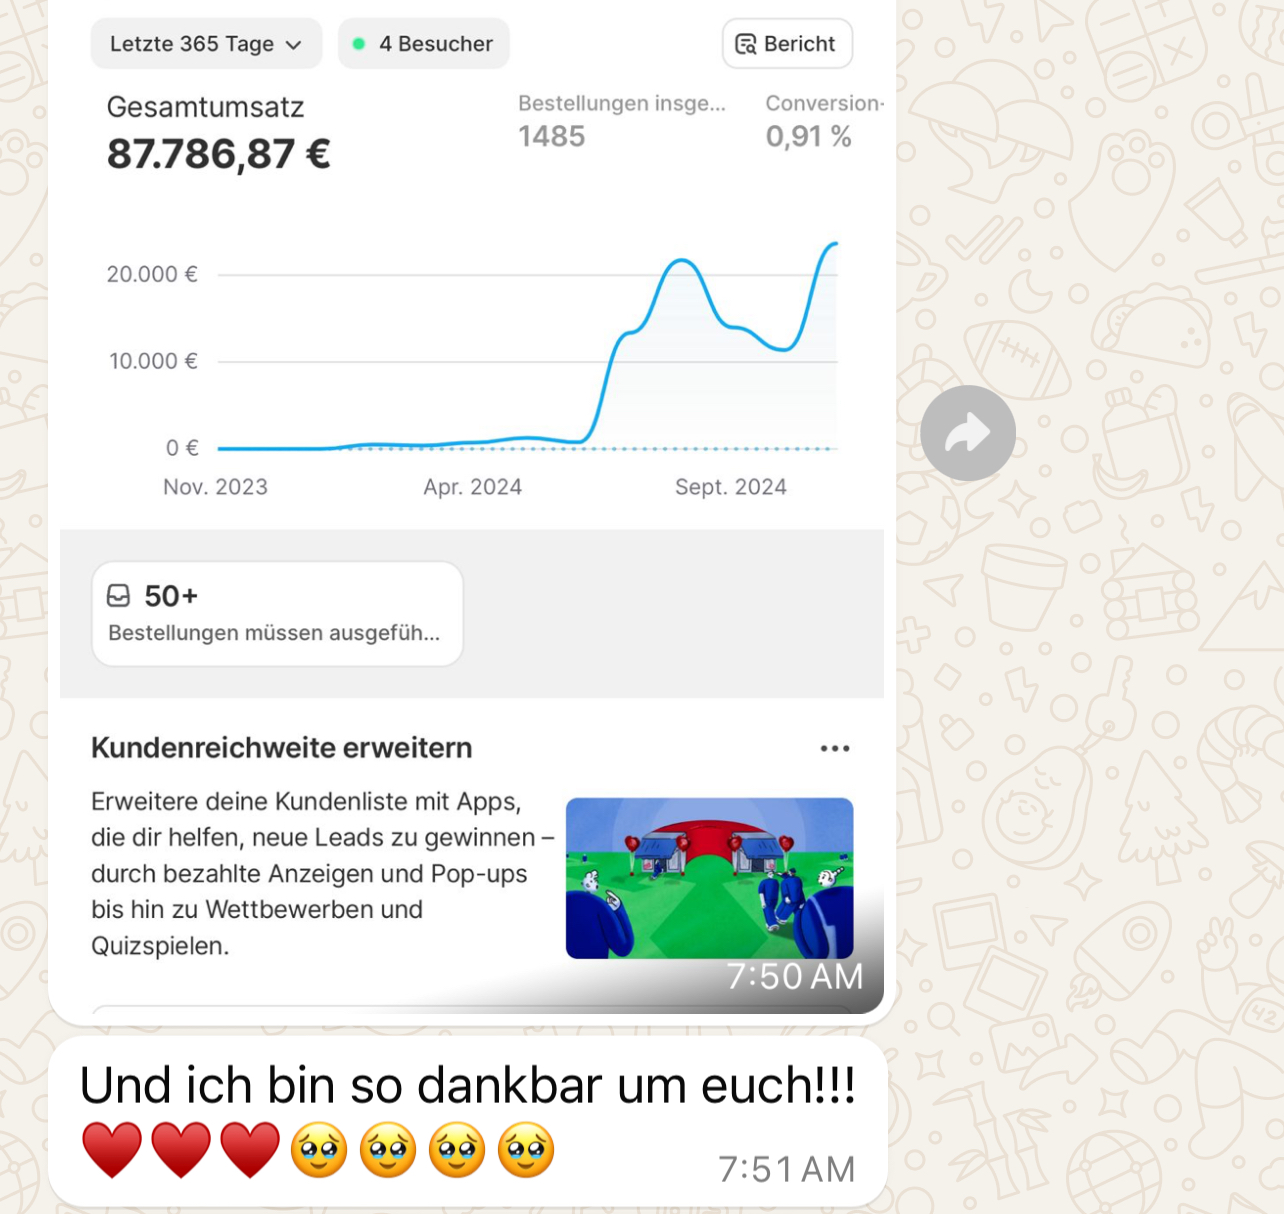 Letzte 365 Tage
4 Besucher
Bericht
Gesamtumsatz
87.786,87 €
Bestellungen insge...
1485
Conversion-
0,91 %
20.000 €
10.000 €
0 €
Nov. 2023
Apr. 2024
Sept. 2024
50+
Bestellungen müssen ausgefüh...
Kundenreichweite erweitern
Erweitere deine Kundenliste mit Apps,
die dir helfen, neue Leads zu gewinnen –
durch bezahlte Anzeigen und Pop-ups
bis hin zu Wettbewerben und
Quizspielen.
7:50 AM
Und ich bin so dankbar um euch!!!
♥️♥️♥️🥹🥹🥹🥹
7:51 AM
42